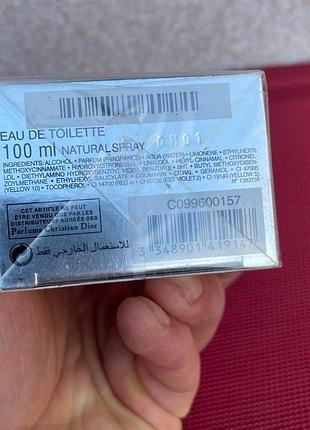 EAU DE TOILETTE
100 ml NATURAL SPRAY
0H01
INGREDIENTS: ALCOHOL • PARFUM (FRAGRANCE) • AQUA (WATER) • LIMONENE • ETHYLHEXYL
METHOXYCINNAMATE • HYDROXYCITRONELLAL • LINALOOL • HEXYL CINNAMAL • CITRONEL-
LOL • DIETHYLAMINO HYDROXYBENZOYL HEXYL BENZOATE • BHT • BUTYL METHOXYDIBEN-
ZOYLMETHANE • ETHYLHEXYL SALICYLATE • COUMARIN • CITRAL • GERANIOL • CI 47005
(YELLOW 10) • TOCOPHEROL • CI 14700 (RED 4) • CI 60730 (EXT VIOLET 2) • CI 19140 (YELLOW 5)
N° 13837/A
CET ARTICLE NE PEUT
ÊTRE VENDU QUE PAR LES
DÉPOSITAIRES AGRÉÉS DES
Parfums Christian Dior
للاستعمال الخارجي فقط
C099600157
3 348901 419147